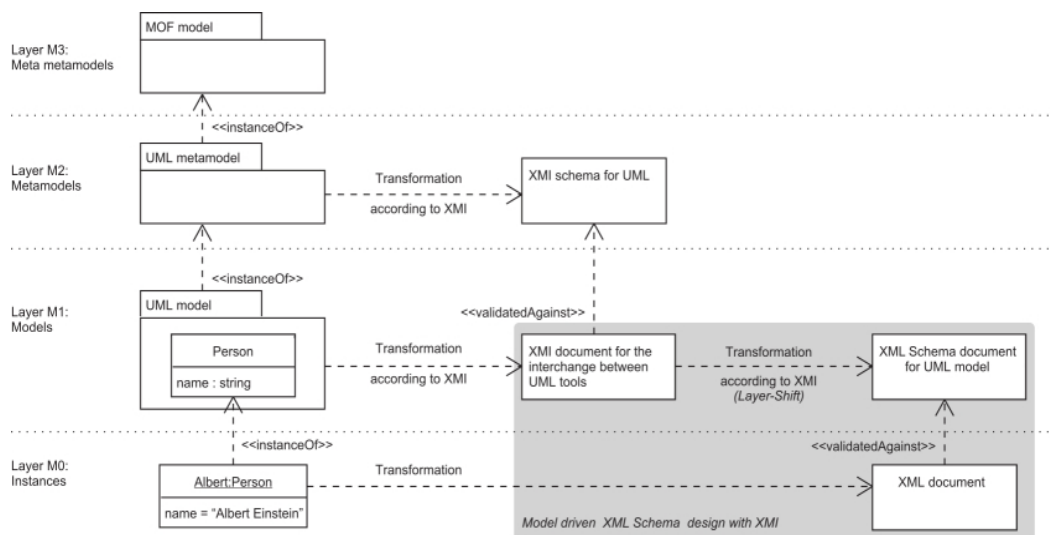 MOF model
Layer M3:
Meta metamodels
<<instanceOf>>
UML metamodel
Layer M2:
Metamodels
Transformation
according to XMI
XMI schema for UML
<<instanceOf>>
UML model
Layer M1:
Models
<<validatedAgainst>>
Person
name : string
Transformation
according to XMI
XMI document for the
interchange between
UML tools
Transformation
according to XMI
(Layer-Shift)
XML Schema document
for UML model
<<instanceOf>>
<<validatedAgainst>>
Layer M0:
Instances
Albert:Person
name = “Albert Einstein”
Transformation
XML document
Model driven XML Schema design with XMI